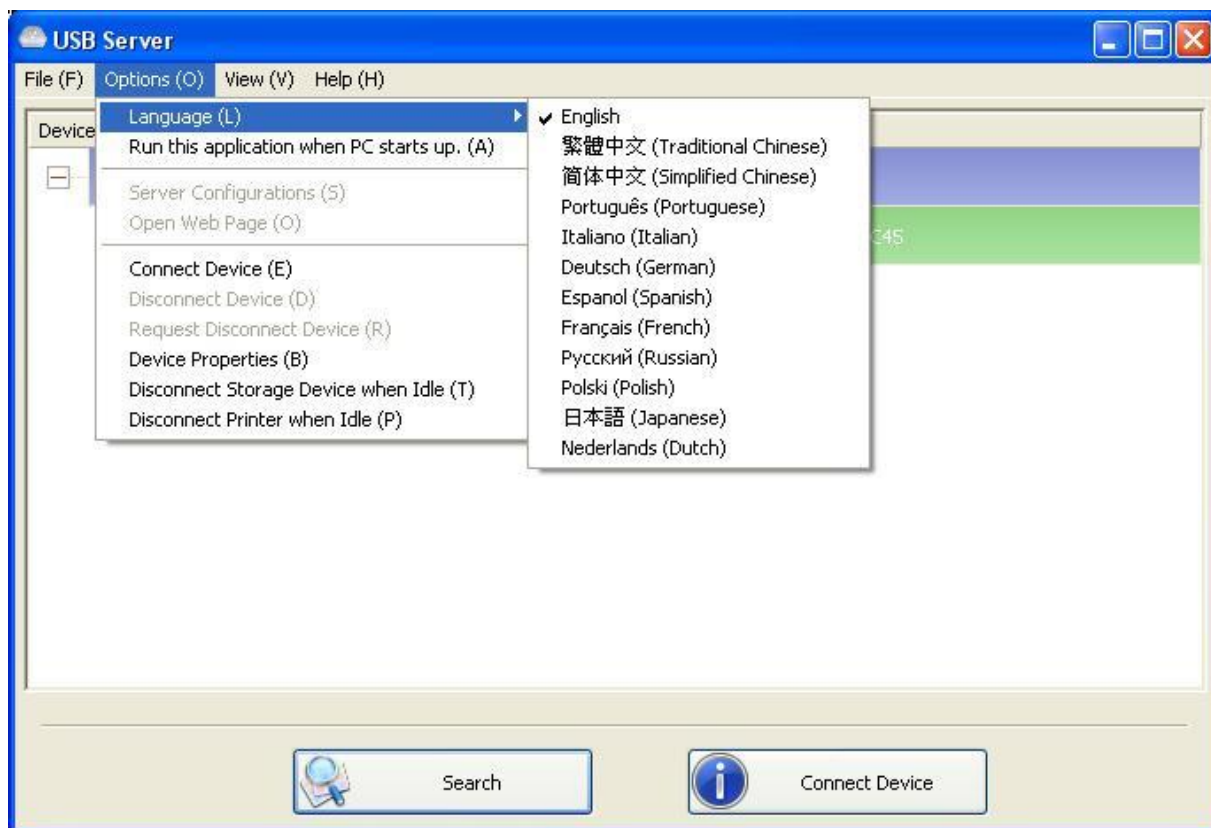 USB Server
File (F) Options (O) View (V) Help (H)
Device
Language (L)
Run this application when PC starts up. (A)
Server Configurations (S)
Open Web Page (O)
Connect Device (E)
Disconnect Device (D)
Request Disconnect Device (R)
Device Properties (B)
Disconnect Storage Device when Idle (T)
Disconnect Printer when Idle (P)
English
繁體中文 (Traditional Chinese)
简体中文 (Simplified Chinese)
Português (Portuguese)
Italiano (Italian)
Deutsch (German)
Espanol (Spanish)
Français (French)
Русский (Russian)
Polski (Polish)
日本語 (Japanese)
Nederlands (Dutch)
Search
Connect Device